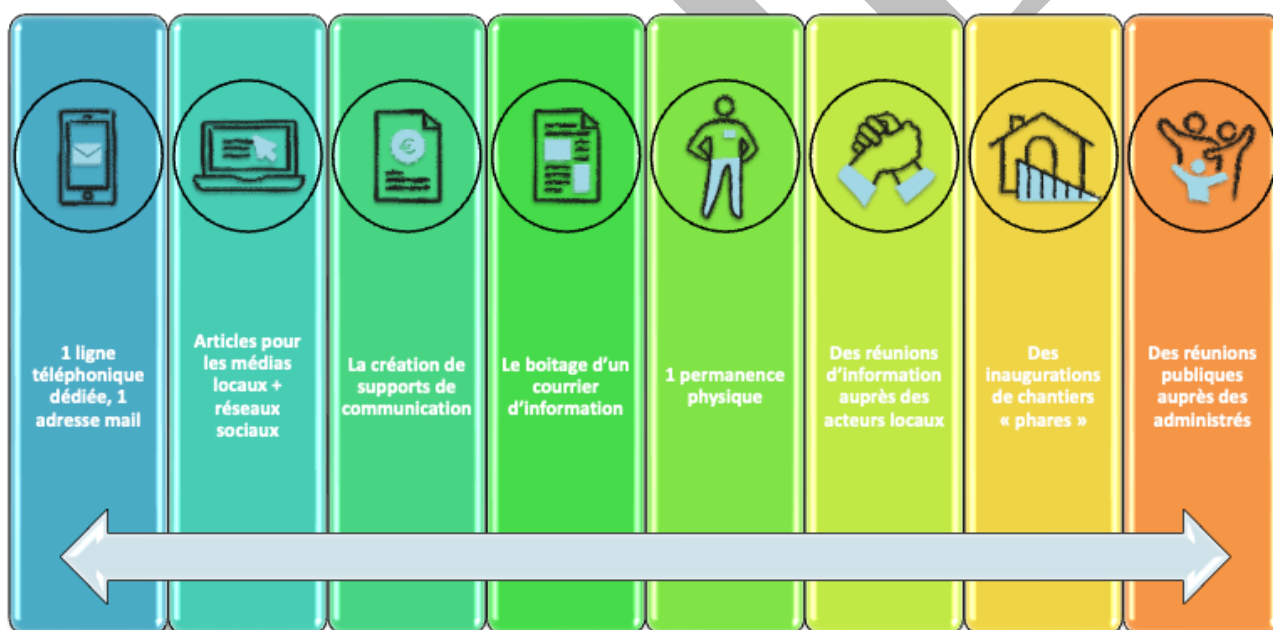 1 ligne
téléphonique
dédiée, 1
adresse mail
Articles pour
les médias
locaux +
réseaux
sociaux
La création de
supports de
communication
Le boitage d'un
courrier
d'information
1 permanence
physique
Des réunions
d'information
auprès des
acteurs locaux
Des
inaugurations
de chantiers
« phares »
Des réunions
publiques
auprès des
administrés